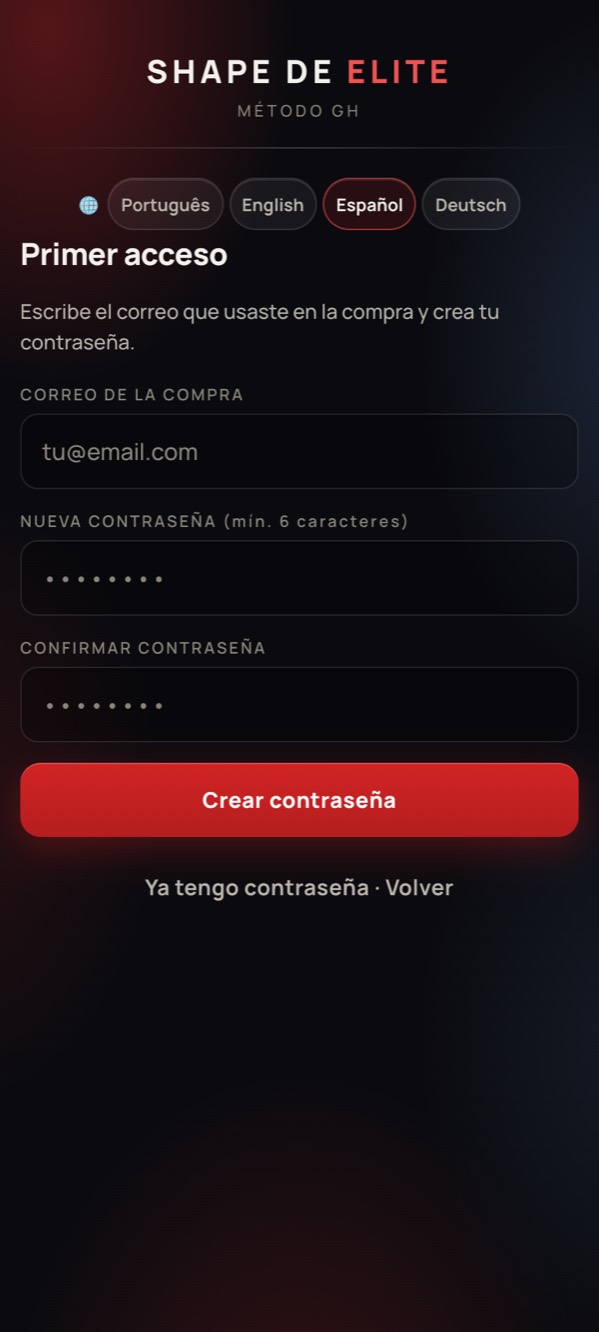 SHAPE DE ELITE
MÉTODO GH
Português English Español Deutsch
Primer acceso
Escribe el correo que usaste en la compra y crea tu
contraseña.
CORREO DE LA COMPRA
tu@email.com
NUEVA CONTRASEÑA (mín. 6 caracteres)
••••••••
CONFIRMAR CONTRASEÑA
••••••••
Crear contraseña
Ya tengo contraseña · Volver